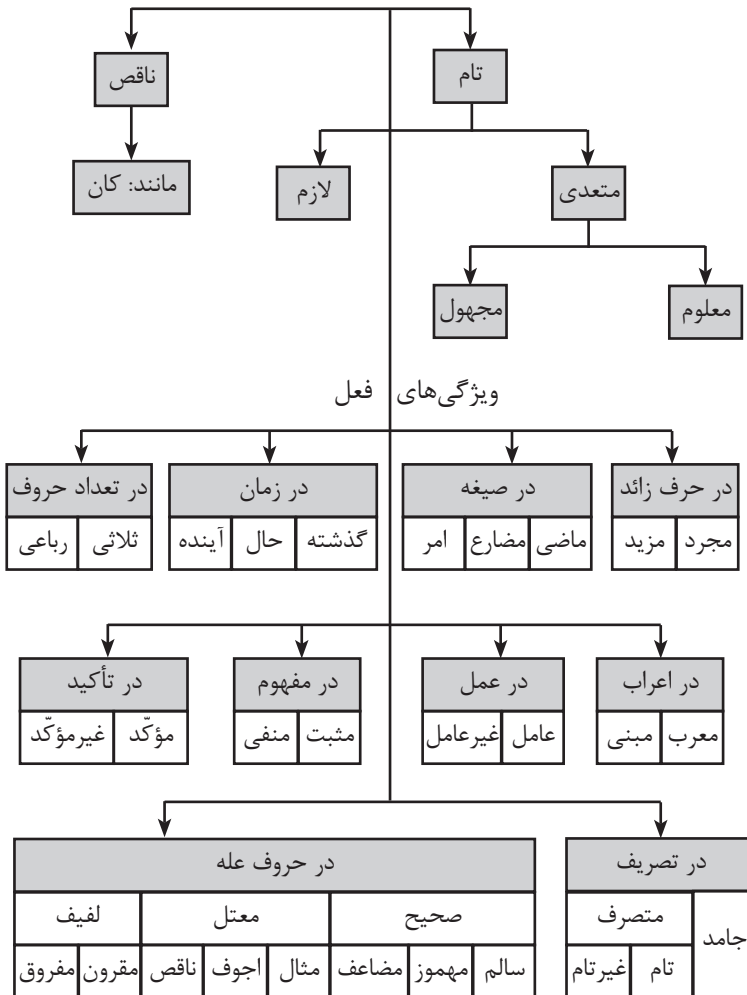 تام
ناقص
متعدی
لازم
مانند: کان
معلوم
مجهول
ویژگی‌های فعل
در حرف زائد
در صیغه
در زمان
در تعداد حروف
مجرد
مزید
ماضی
مضارع
امر
گذشته
حال
آینده
ثلاثی
رباعی
در اعراب
در عمل
در مفهوم
در تأکید
معرب
مبنی
عامل
غیرعامل
مثبت
منفی
مؤکّد
غیرمؤکّد
در تصریف
در حروف عله
جامد
متصرف
تام
غیرتام
صحیح
معتل
لفیف
سالم
مهموز
مضاعف
مثال
اجوف
ناقص
مقرون
مفروق